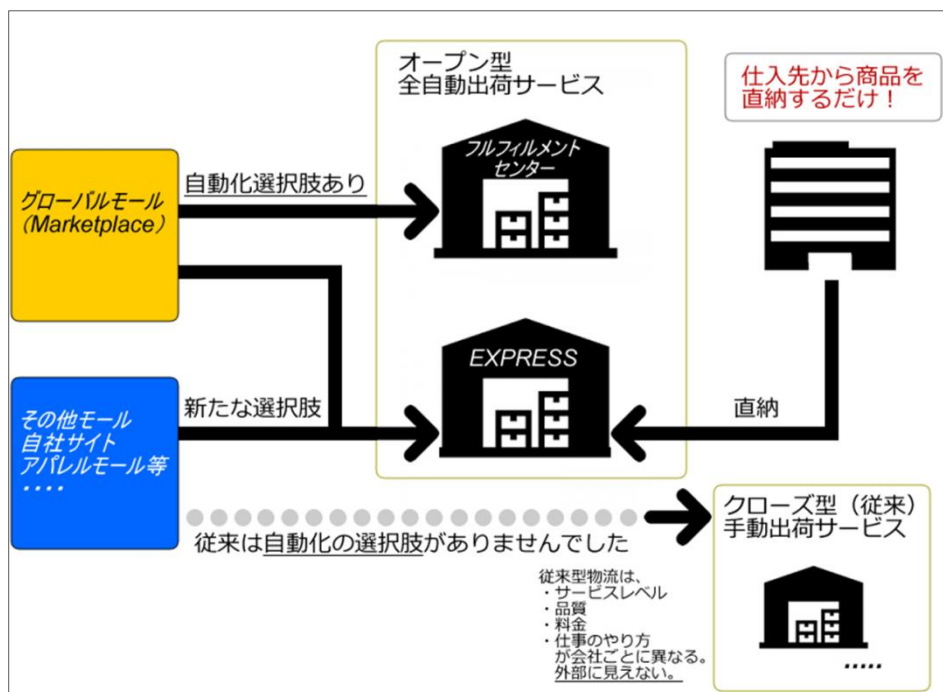 オープン型
全自動出荷サービス
仕入先から商品を
直納するだけ！
フルフィルメント
センター
グローバルモール
（Marketplace）
自動化選択肢あり
EXPRESS
その他モール
自社サイト
アパレルモール等
・・・・
新たな選択肢
直納
クローズ型（従来）
手動出荷サービス
従来は自動化の選択肢がありませんでした
従来型物流は、
・サービスレベル
・品質
・料金
・仕事のやり方
が会社ごとに異なる。
外部に見えない。
.....